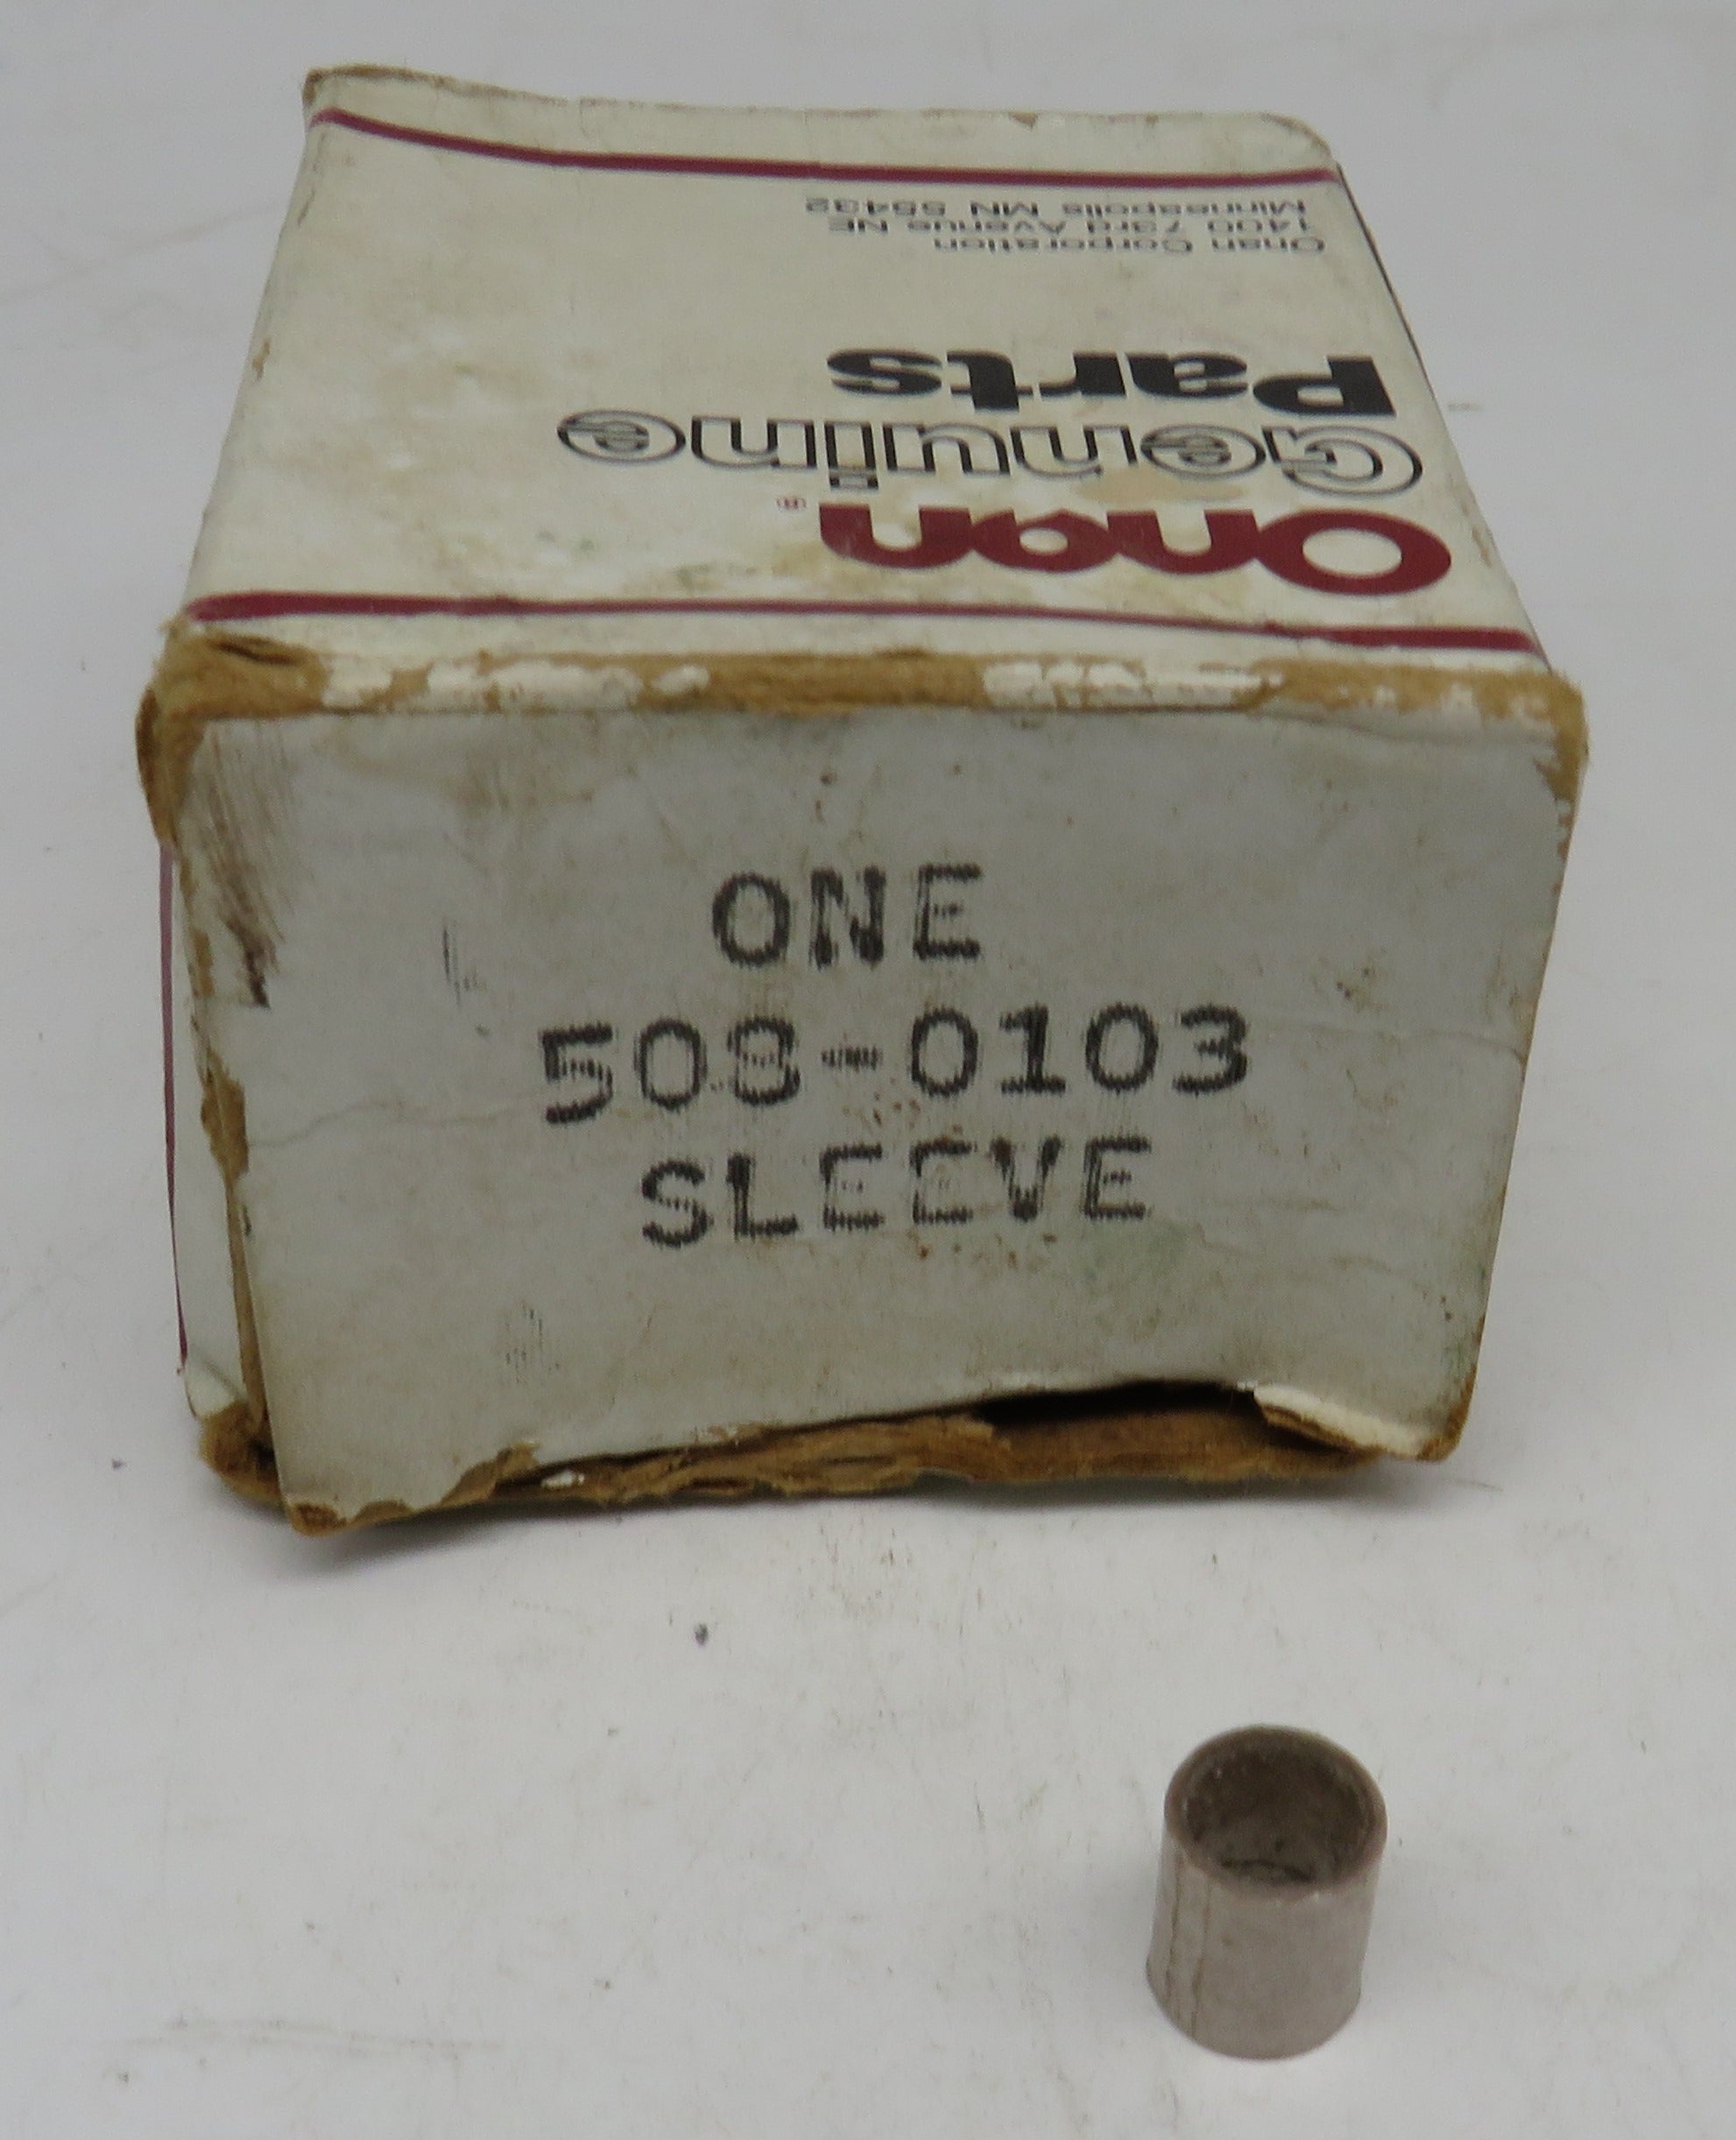 Onan®
Genuine
Parts
Onan Corporation
1400 73rd Avenue NE
Minneapolis MN 55432
ONE
508-0103
SLEEVE